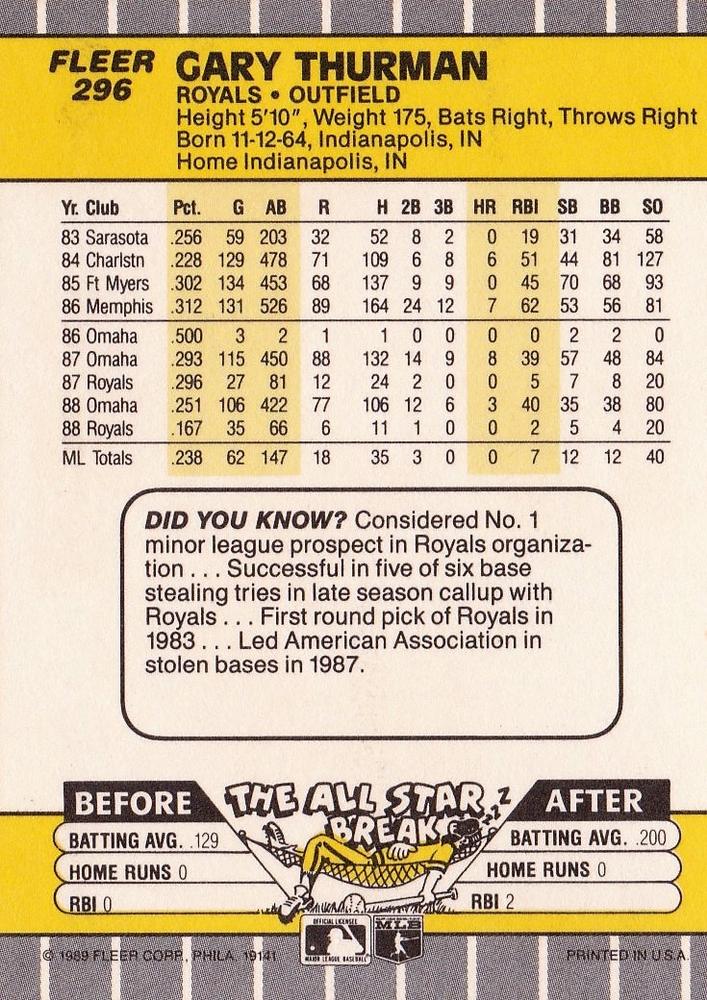 FLEER
296
GARY THURMAN
ROYALS • OUTFIELD
Height 5'10", Weight 175, Bats Right, Throws Right
Born 11-12-64, Indianapolis, IN
Home Indianapolis, IN
Yr. Club Pct. G AB R H 2B 3B HR RBI SB BB SO
83 Sarasota .256 59 203 32 52 8 2 0 19 31 34 58
84 Charlstn .228 129 478 71 109 6 8 6 51 44 81 127
85 Ft Myers .302 134 453 68 137 9 9 0 45 70 68 93
86 Memphis .312 131 526 89 164 24 12 7 62 53 56 81
86 Omaha .500 3 2 1 1 0 0 0 0 2 2 0
87 Omaha .293 115 450 88 132 14 9 8 39 57 48 84
87 Royals .296 27 81 12 24 2 0 0 5 7 8 20
88 Omaha .251 106 422 77 106 12 6 3 40 35 38 80
88 Royals .167 35 66 6 11 1 0 0 2 5 4 20
ML Totals .238 62 147 18 35 3 0 0 7 12 12 40
DID YOU KNOW? Considered No. 1
minor league prospect in Royals organiza-
tion . . . Successful in five of six base
stealing tries in late season callup with
Royals . . . First round pick of Royals in
1983 . . . Led American Association in
stolen bases in 1987.
THE ALL STAR
BREAK
zzZ
BEFORE
BATTING AVG. .129
HOME RUNS 0
RBI 0
AFTER
BATTING AVG. .200
HOME RUNS 0
RBI 2
OFFICIAL LICENSEE
MAJOR LEAGUE BASEBALL
MLB
© 1989 FLEER CORP., PHILA. 19141
PRINTED IN U.S.A.